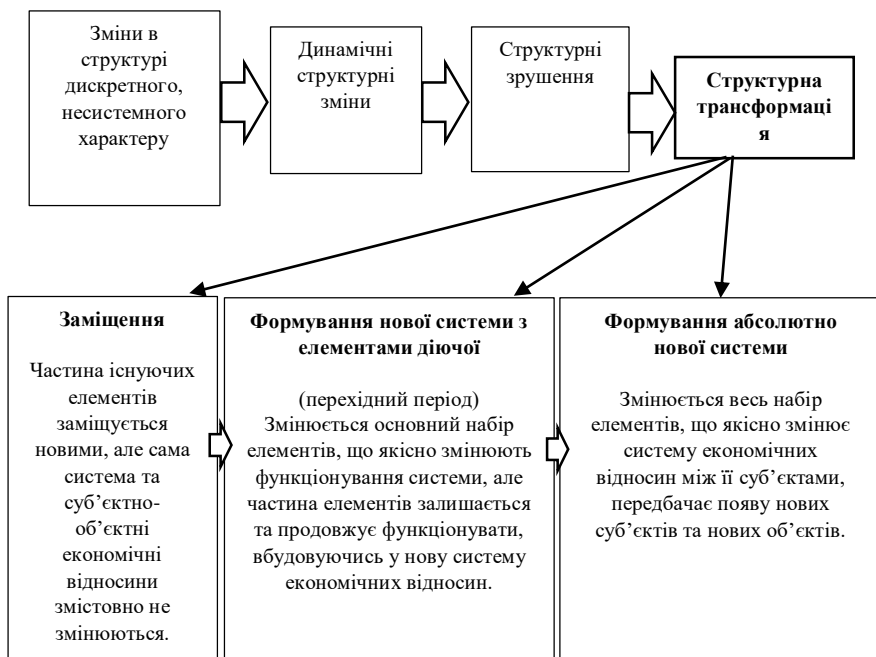 Зміни в
структурі
дискретного,
несистемного
характеру
Динамічні
структурні
зміни
Структурні
зрушення
Структурна
трансформаці
я
Заміщення
Частина існуючих
елементів
заміщується
новими, але сама
система та
суб’єктно-
об’єктні
економічні
відносини
змістовно не
змінюються.
Формування нової системи з
елементами діючої
(перехідний період)
Змінюється основний набір
елементів, що якісно змінюють
функціонування системи, але
частина елементів залишається
та продовжує функціонувати,
вбудовуючись у нову систему
економічних відносин.
Формування абсолютно
нової системи
Змінюється весь набір
елементів, що якісно змінює
систему економічних
відносин між її суб’єктами,
передбачає появу нових
суб’єктів та нових об’єктів.